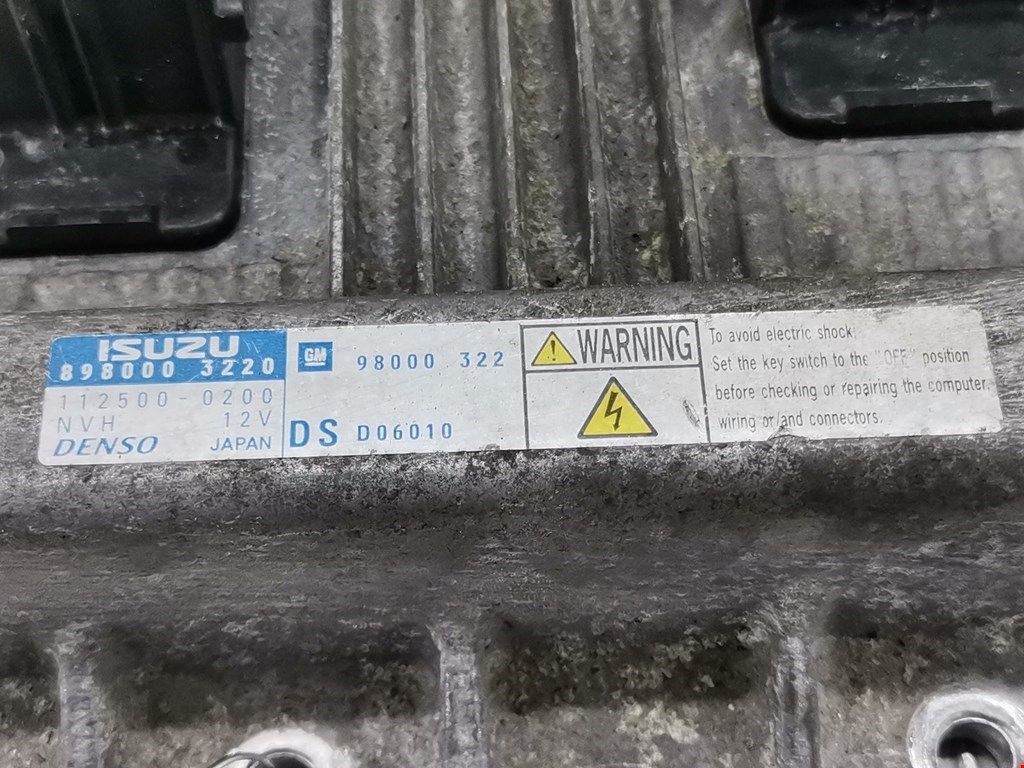 ISUZU
898000 3220
112500-0200
NVH 12V
DENSO JAPAN
GM 98000 322
DS D06010
WARNING
To avoid electric shock,
Set the key switch to the "OFF" position
before checking or repairing the computer,
wiring or/and connectors.